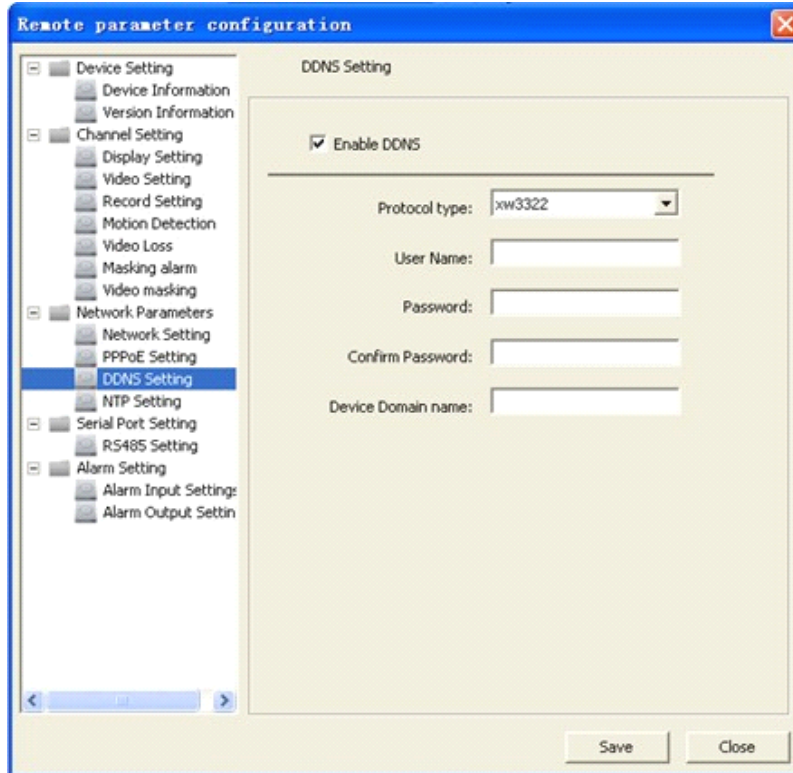 Remote parameter configuration
Device Setting
Device Information
Version Information
Channel Setting
Display Setting
Video Setting
Record Setting
Motion Detection
Video Loss
Masking alarm
Video masking
Network Parameters
Network Setting
PPPoE Setting
DDNS Setting
NTP Setting
Serial Port Setting
RS485 Setting
Alarm Setting
Alarm Input Settings
Alarm Output Settin
DDNS Setting
Enable DDNS
Protocol type: xw3322
User Name:
Password:
Confirm Password:
Device Domain name:
Save Close